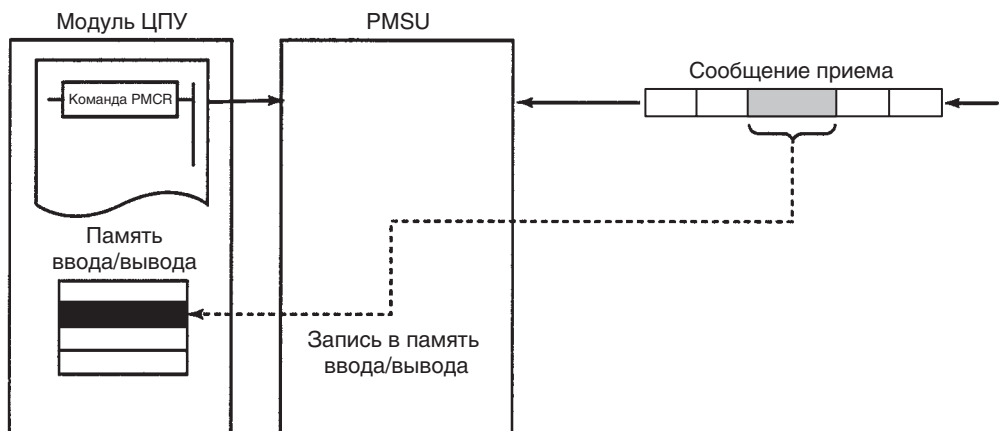 Модуль ЦПУ
PMSU
Сообщение приема
Команда PMCR
Память
ввода/вывода
Запись в память
ввода/вывода